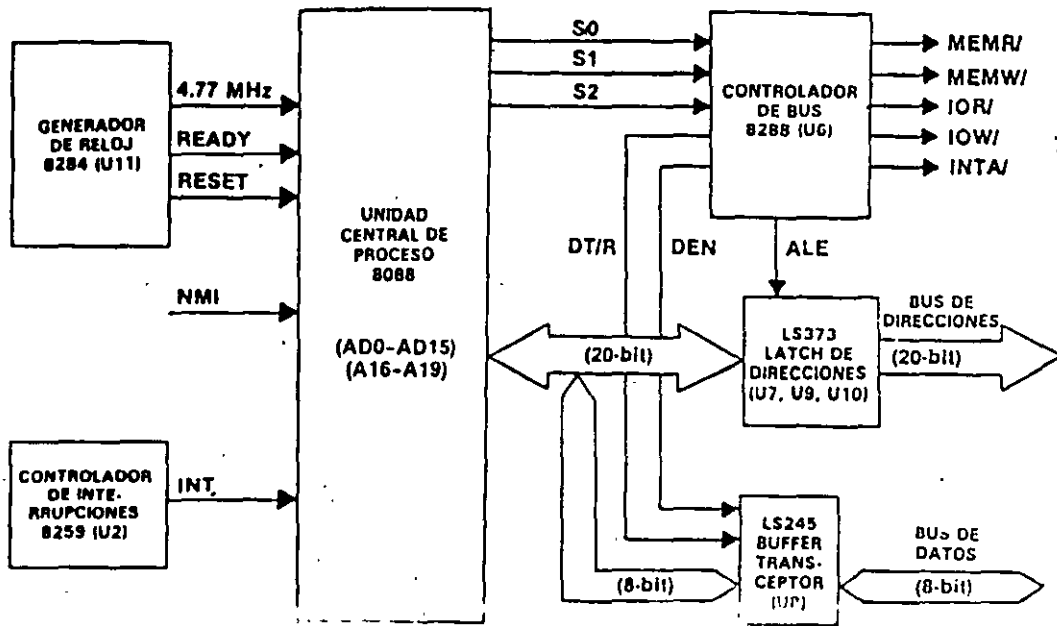 GENERADOR
DE RELOJ
8284 (U11)
4.77 MHz
READY
RESET
NMI
CONTROLADOR
DE INTE-
RRUPCIONES
8259 (U2)
INT
UNIDAD
CENTRAL DE
PROCESO
8088
(AD0-AD15)
(A16-A19)
S0
S1
S2
CONTROLADOR
DE BUS
8288 (U6)
MEMR/
MEMW/
IOR/
IOW/
INTA/
DT/R
DEN
ALE
(20-bit)
LS373
LATCH DE
DIRECCIONES
(U7, U9, U10)
BUS DE
DIRECCIONES
(20-bit)
(8-bit)
LS245
BUFFER
TRANS-
CEPTOR
BUS DE
DATOS
(8-bit)